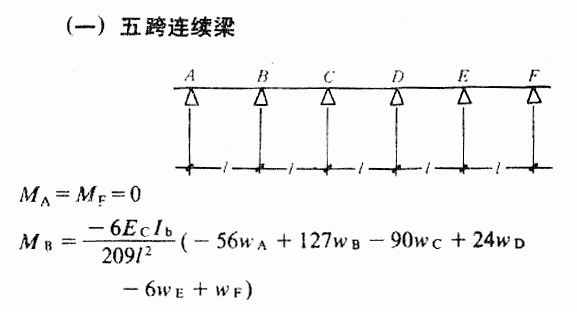 (一) 五跨连续梁
A B C D E F
l l l l l
M_A = M_F = 0
M_B = \frac{-6E_C I_b}{209l^2} ( -56w_A + 127w_B - 90w_C + 24w_D
- 6w_E + w_F)